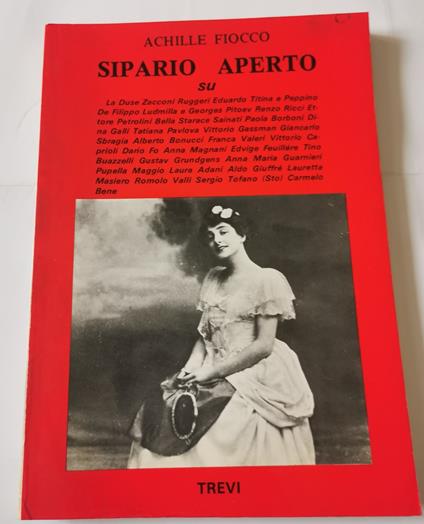 ACHILLE FIOCCO
SIPARIO APERTO
su
La Duse Zacconi Ruggeri Eduardo Titina e Peppino
De Filippo Ludmilla e Georges Pitoev Renzo Ricci Et-
tore Petrolini Bella Starace Sainati Paola Borboni Di-
na Galli Tatiana Pavlova Vittorio Gassman Giancarlo
Sbragia Alberto Bonucci Franca Valeri Vittorio Ca-
prioli Dario Fo Anna Magnani Edvige Feuillére Tino
Buazzelli Gustav Grundgens Anna Maria Guarnieri
Pupella Maggio Laura Adani Aldo Giuffrè Lauretta
Masiero Romolo Valli Sergio Tofano (Sto) Carmelo
Bene
TREVI